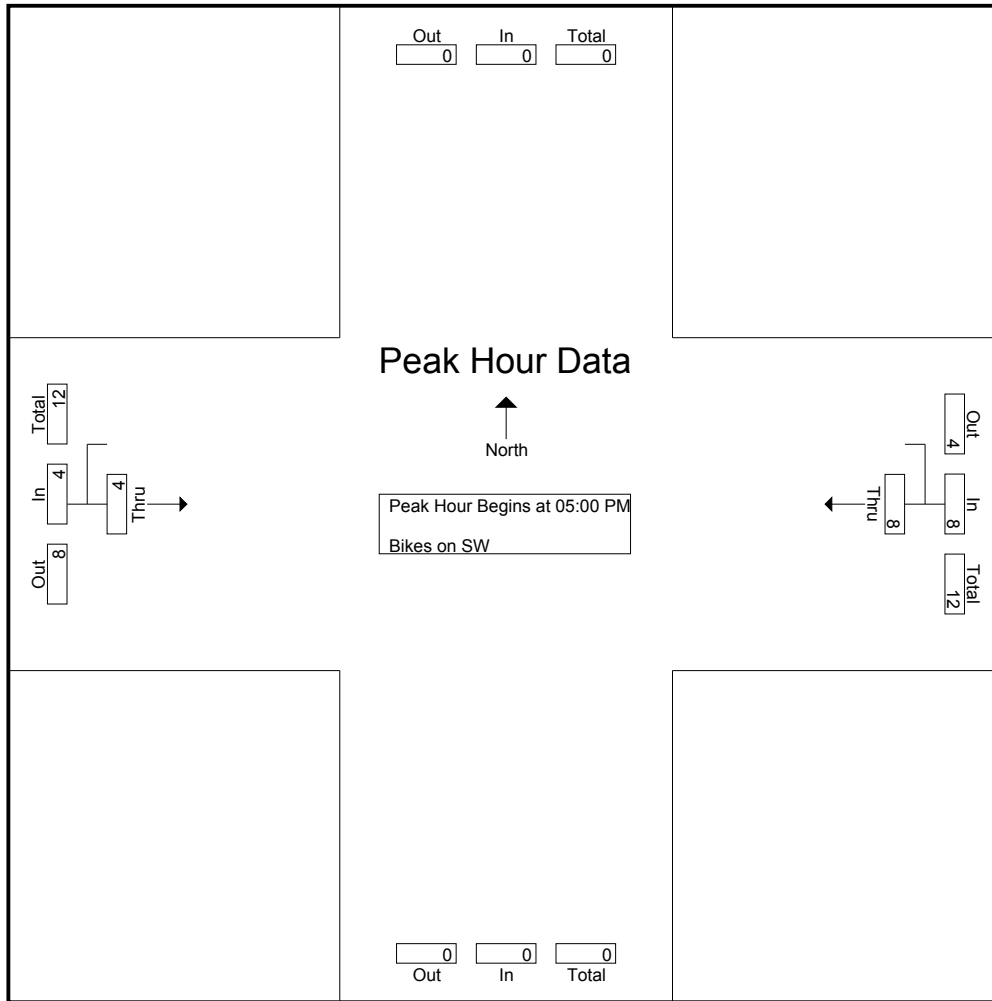 Out In Total
0 0 0
Peak Hour Data
North
Peak Hour Begins at 05:00 PM
Bikes on SW
Total In Out
12 4 8
4
Thru
Out In Total
4 8 12
8
Thru
0 0 0
Out In Total